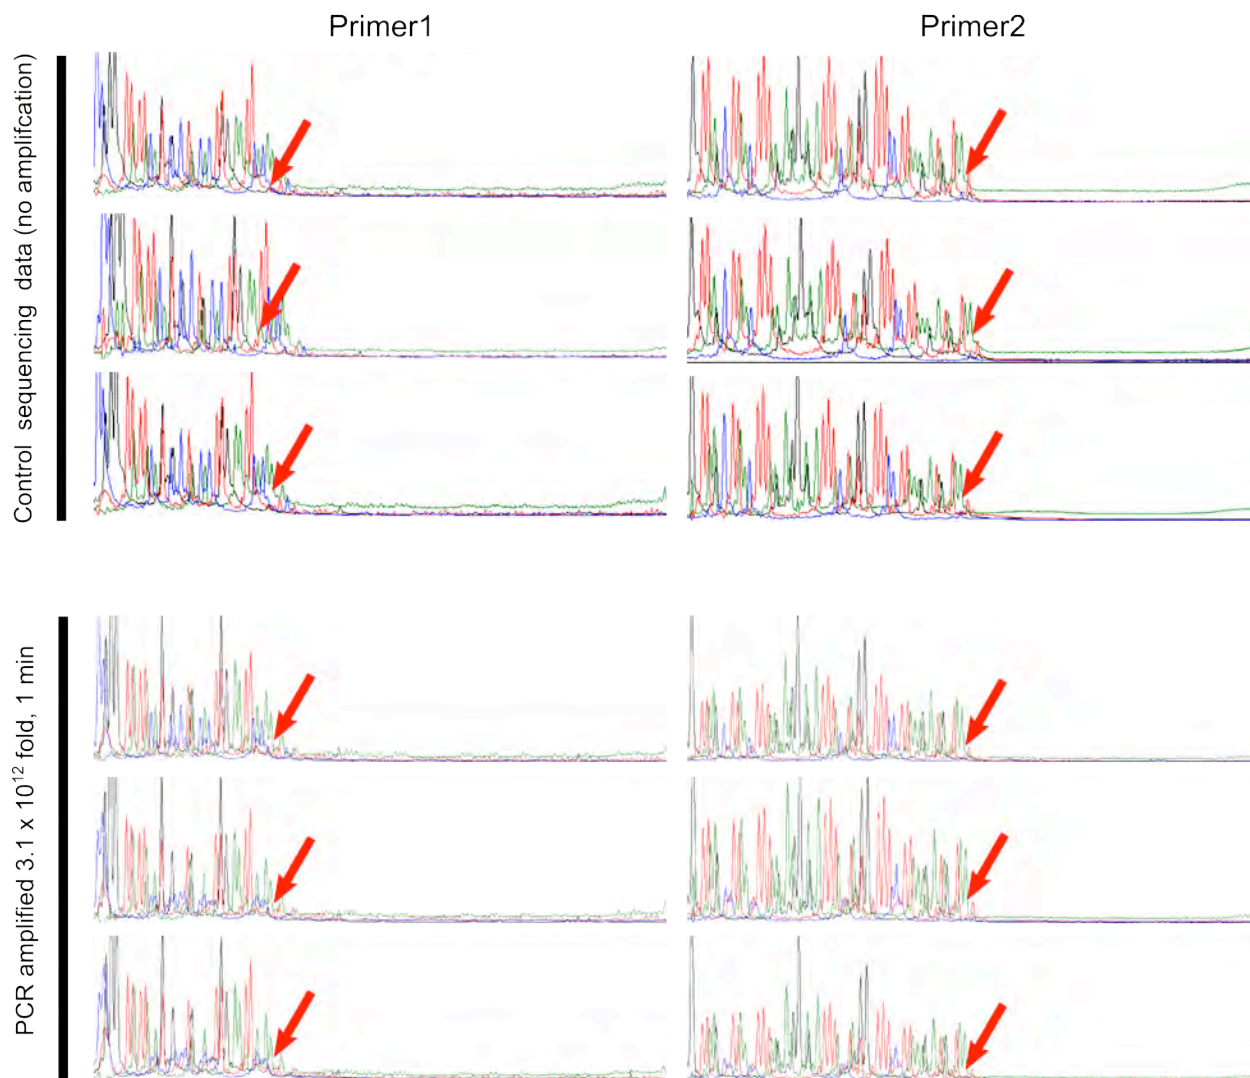 Primer1
Primer2
Control sequencing data (no amplifcation)
PCR amplified 3.1 x 10¹² fold, 1 min